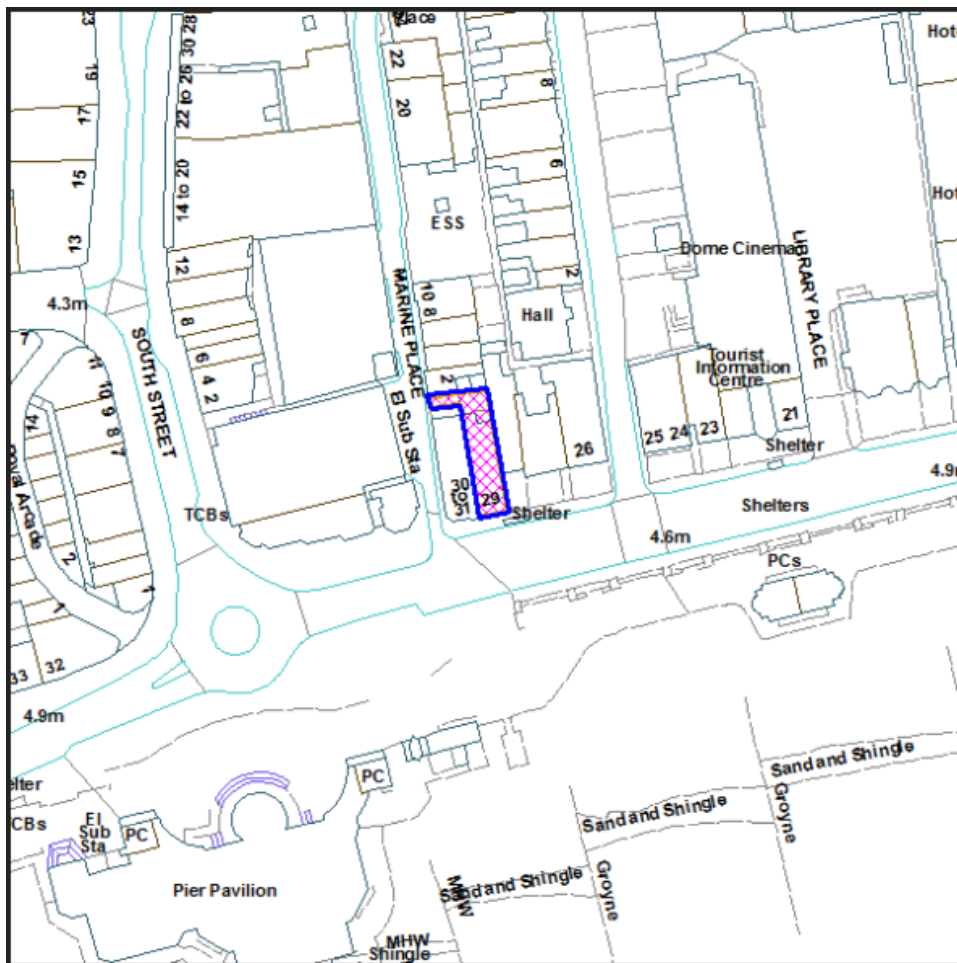 Place
Hote
23
22 to 26 30 28
22
19
20
17
8
15
14 to 20
6
ESS
Hote
13
12
Dome Cinema
LIBRARY PLACE
2
MARINE PLACE
10
8
4.3m
Hall
7
8
SOUTH STREET
11
10
9
8
7
6
4
2
2
Tourist
Information
Centre
El Sub Sta
14
25
24
23
21
26
Shelter
Royal Arcade
30
29
31
Shelter
Shelters
4.9m
TCBs
4.6m
2
1
PCs
1
33
32
4.9m
Sand and Shingle
PC
elter
CBs
El
Sub
Sta
PC
Sand and Shingle
Groyne
Pier Pavilion
Sand and Shingle
MHW
Groyne
MHW
Shingle